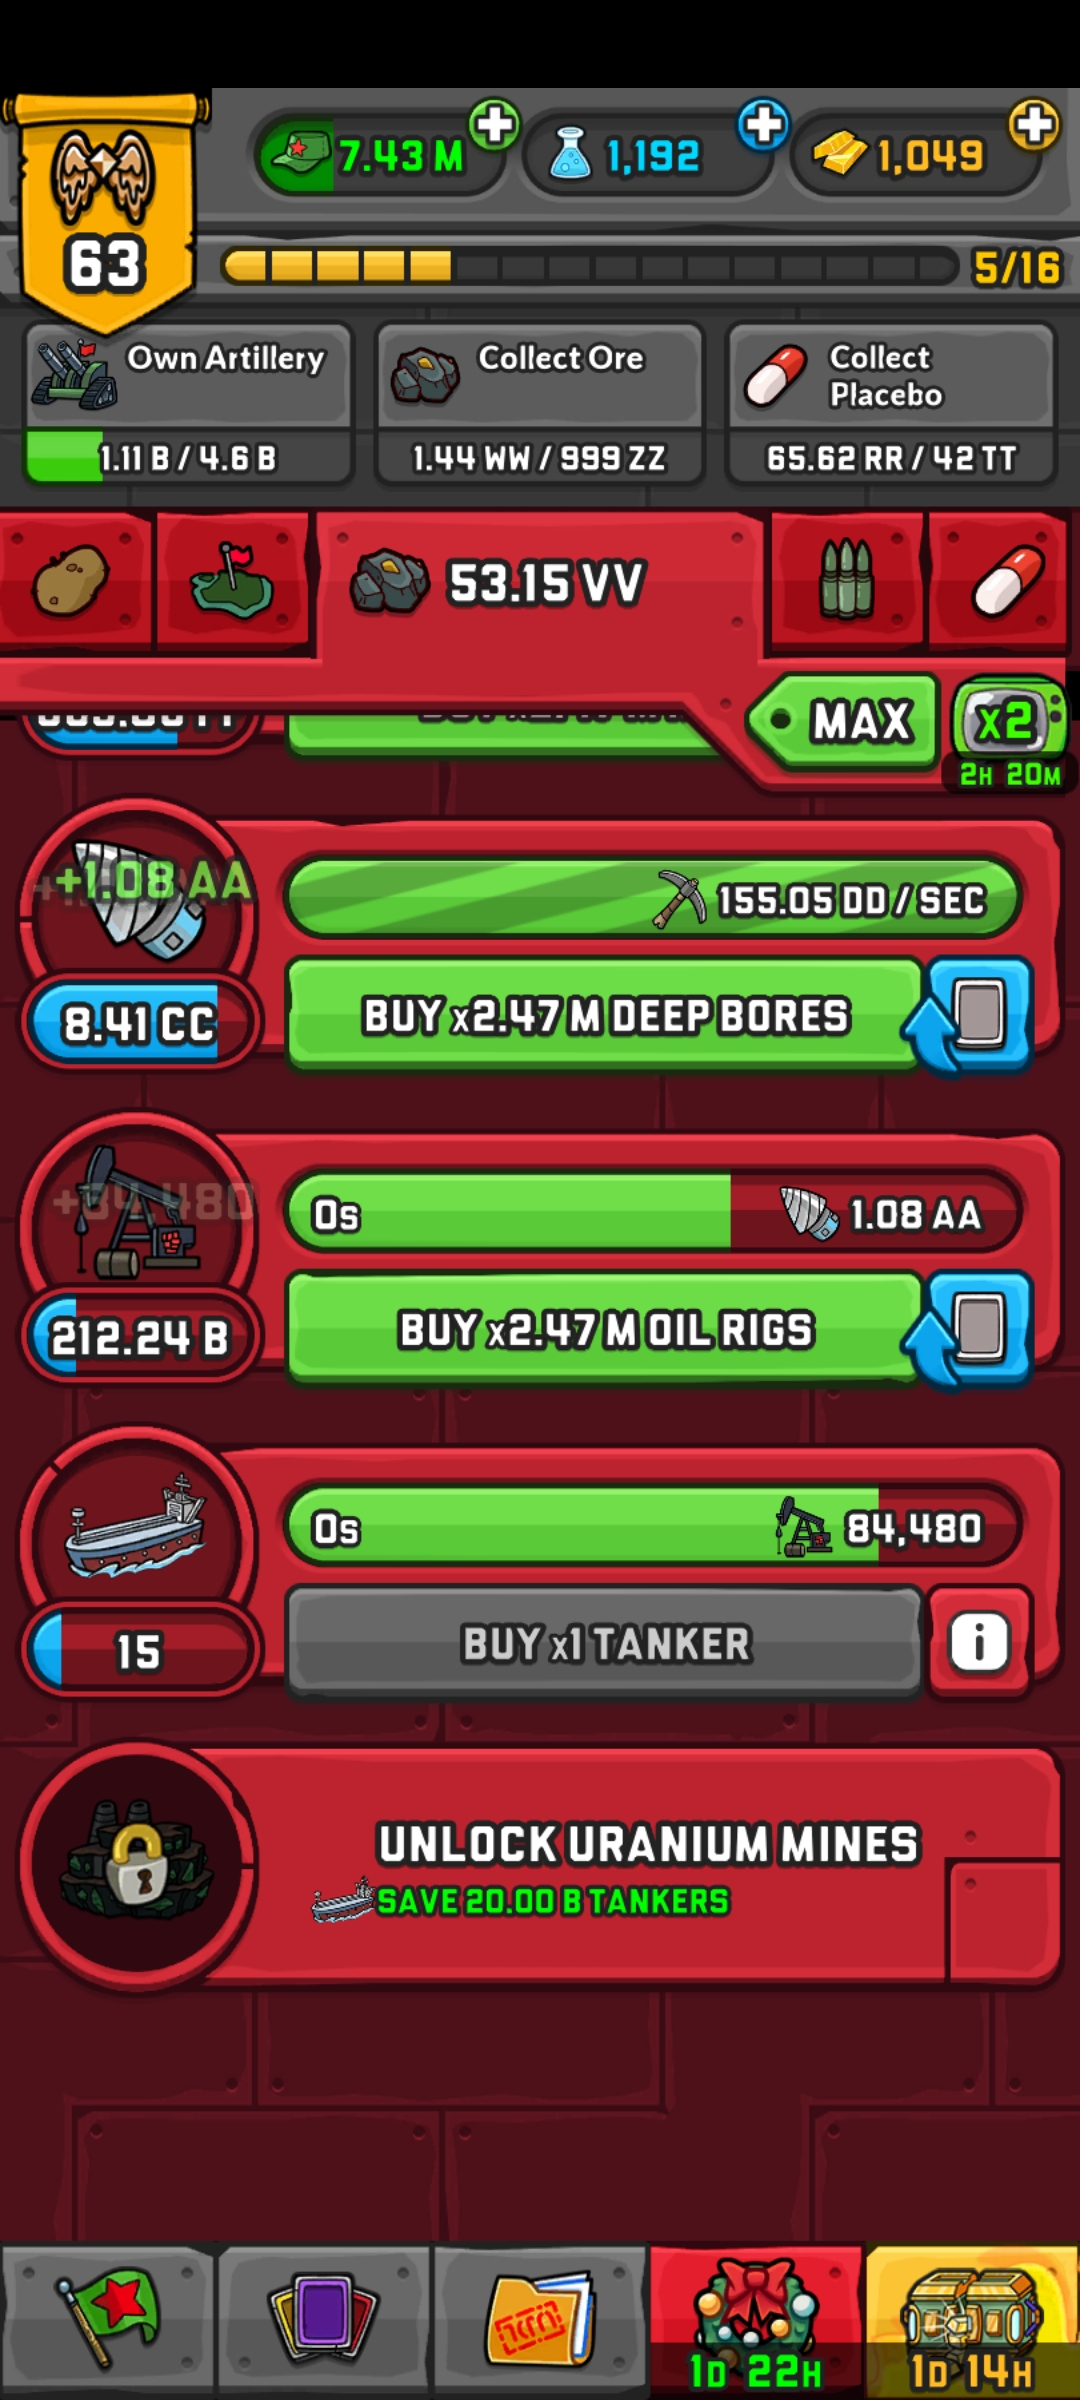 7.43 M
1,192
1,049
63
5/16
Own Artillery
1.11 B / 4.6 B
Collect Ore
1.44 WW / 999 ZZ
Collect
Placebo
65.62 RR / 42 TT
53.15 VV
MAX
x2
2H 20M
+1.08 AA
155.05 DD / SEC
8.41 CC
BUY x2.47 M DEEP BORES
0s
1.08 AA
212.24 B
BUY x2.47 M OIL RIGS
0s
84,480
15
BUY x1 TANKER
i
UNLOCK URANIUM MINES
SAVE 20.00 B TANKERS
1D 22H
1D 14H